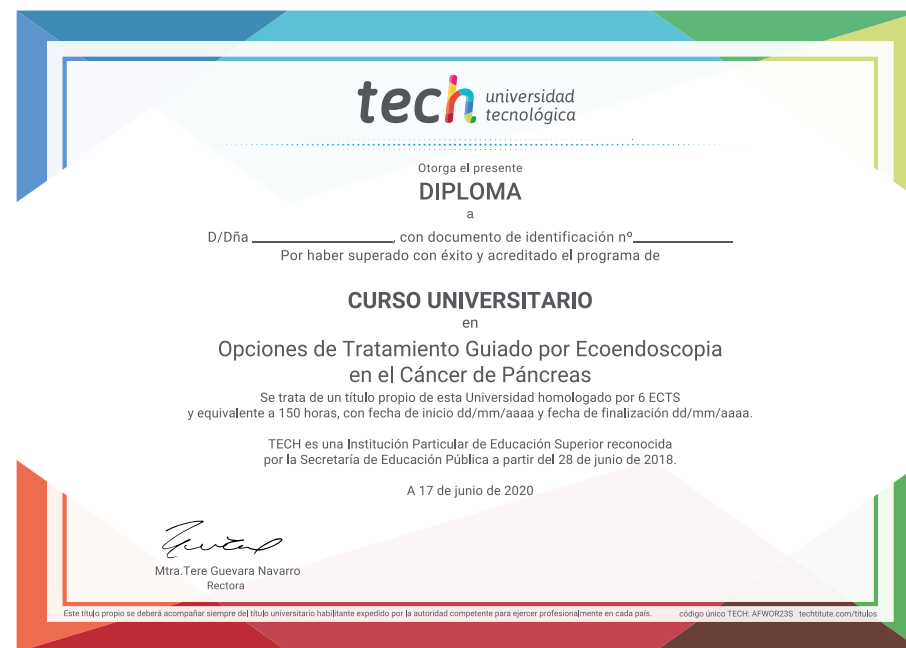 tech universidad
tecnológica
Otorga el presente
DIPLOMA
a
D/Dña ____________________, con documento de identificación nº______________
Por haber superado con éxito y acreditado el programa de
CURSO UNIVERSITARIO
en
Opciones de Tratamiento Guiado por Ecoendoscopia
en el Cáncer de Páncreas
Se trata de un título propio de esta Universidad homologado por 6 ECTS
y equivalente a 150 horas, con fecha de inicio dd/mm/aaaa y fecha de finalización dd/mm/aaaa.
TECH es una Institución Particular de Educación Superior reconocida
por la Secretaría de Educación Pública a partir del 28 de junio de 2018.
A 17 de junio de 2020
Mtra.Tere Guevara Navarro
Rectora
Este título propio se deberá acompañar siempre del título universitario habilitante expedido por la autoridad competente para ejercer profesionalmente en cada país. código único TECH: AFWOR23S techtitute.com/titulos